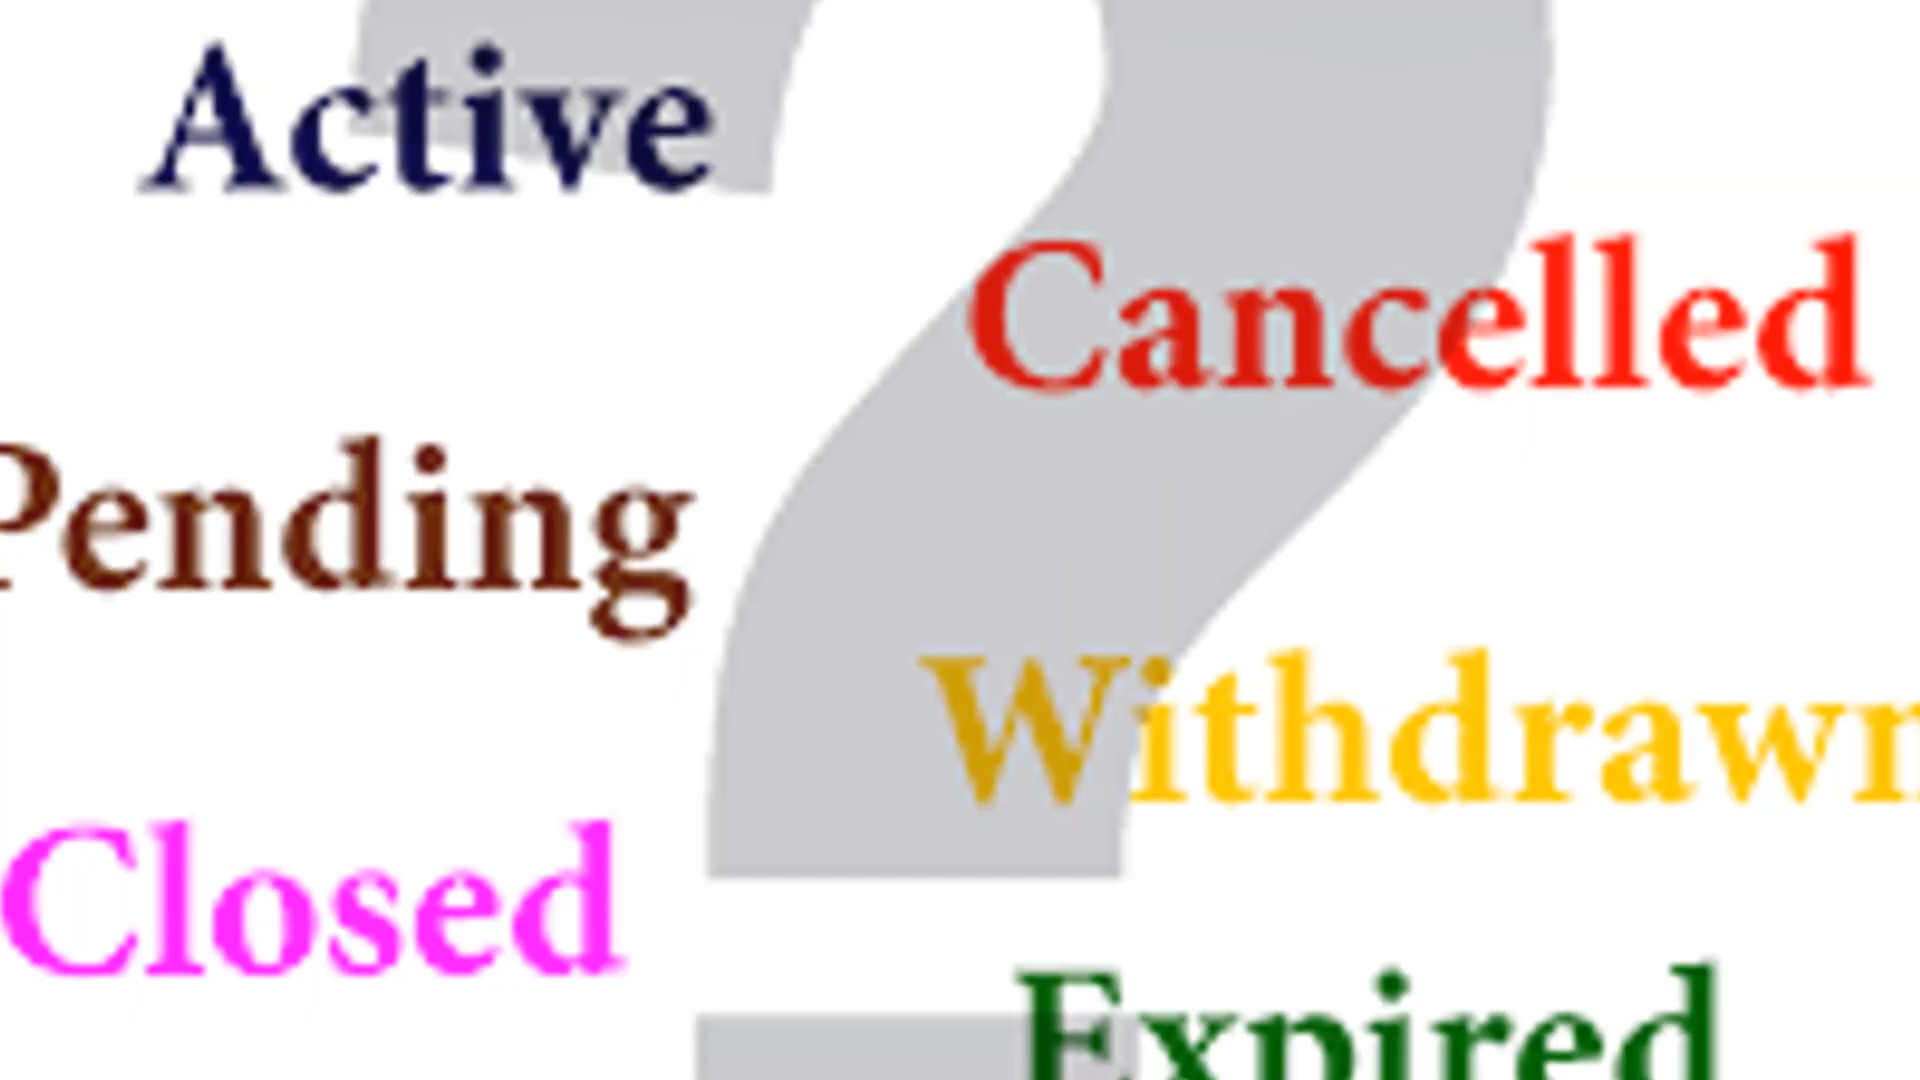 Active
Cancelled
Pending
Withdrawn
Closed
Expired